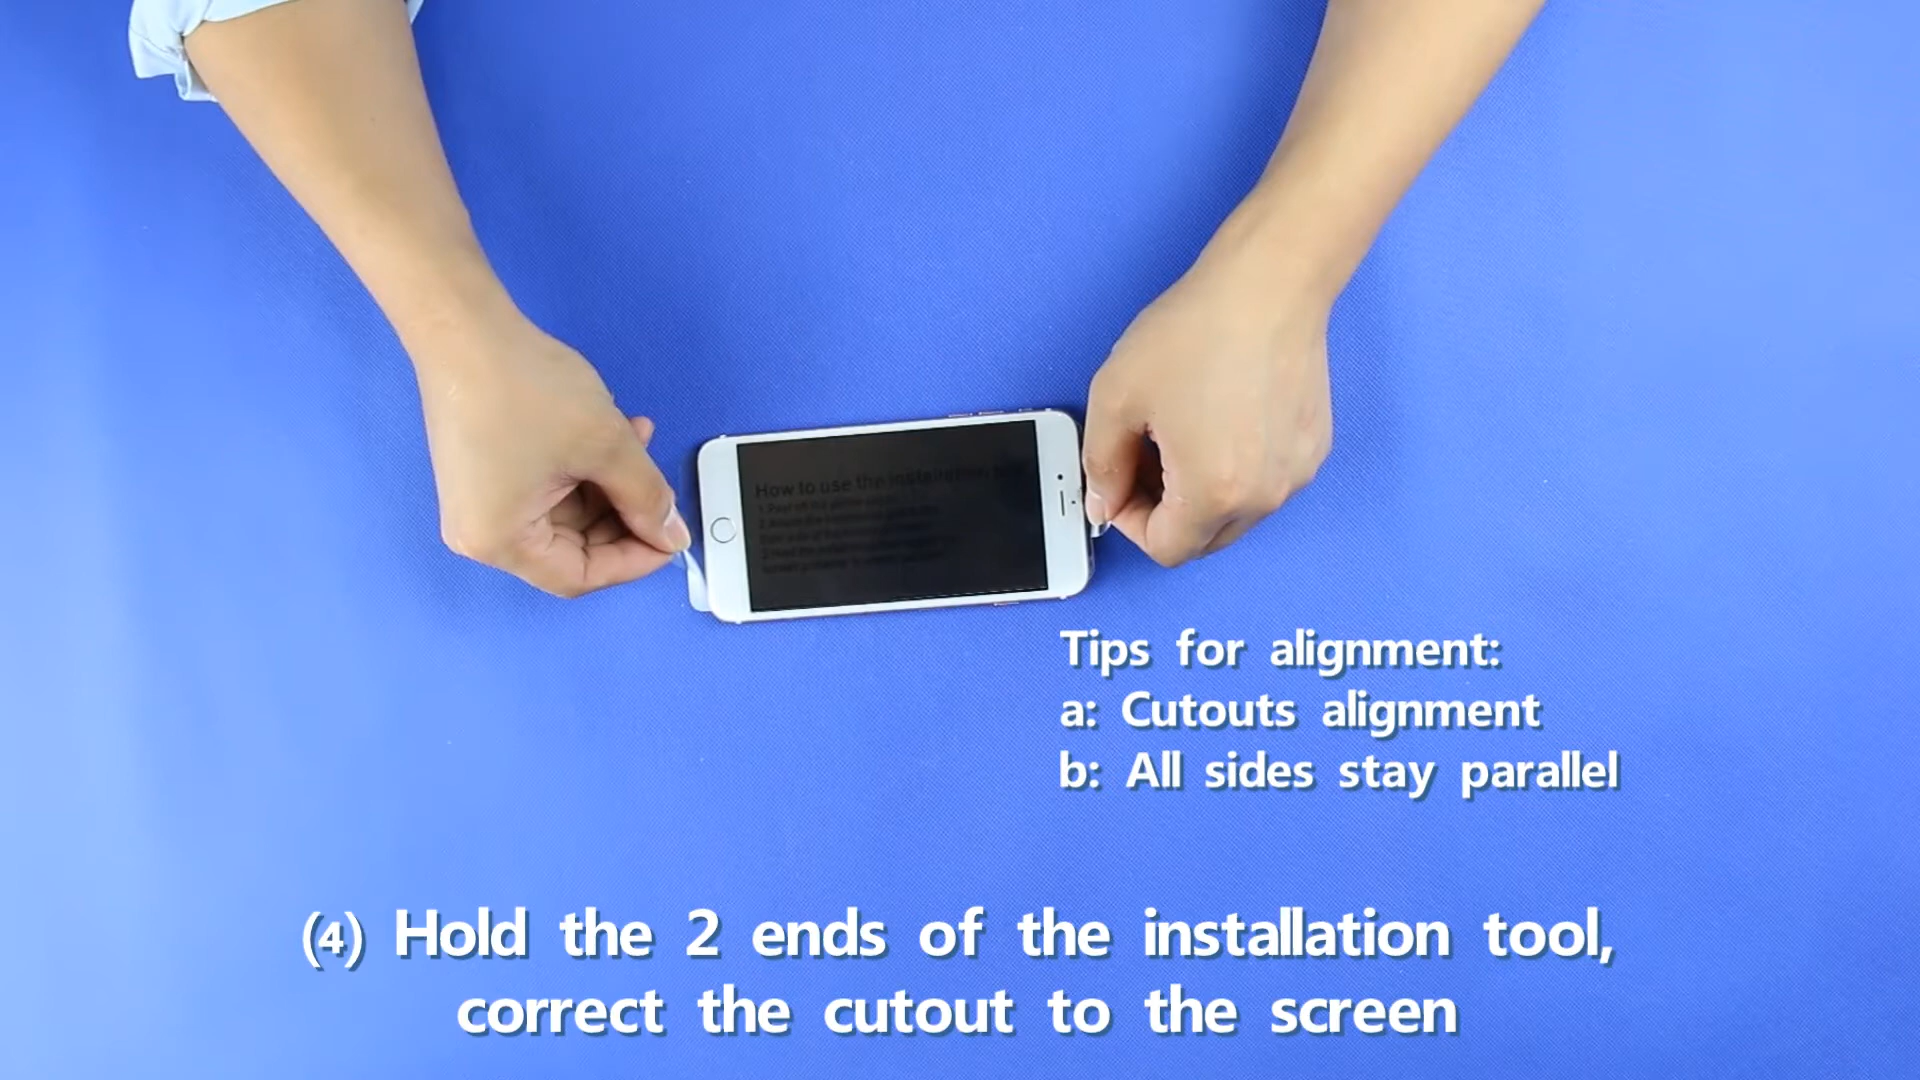 How to use the installation
Tips for alignment:
a: Cutouts alignment
b: All sides stay parallel
(4) Hold the 2 ends of the installation tool,
correct the cutout to the screen